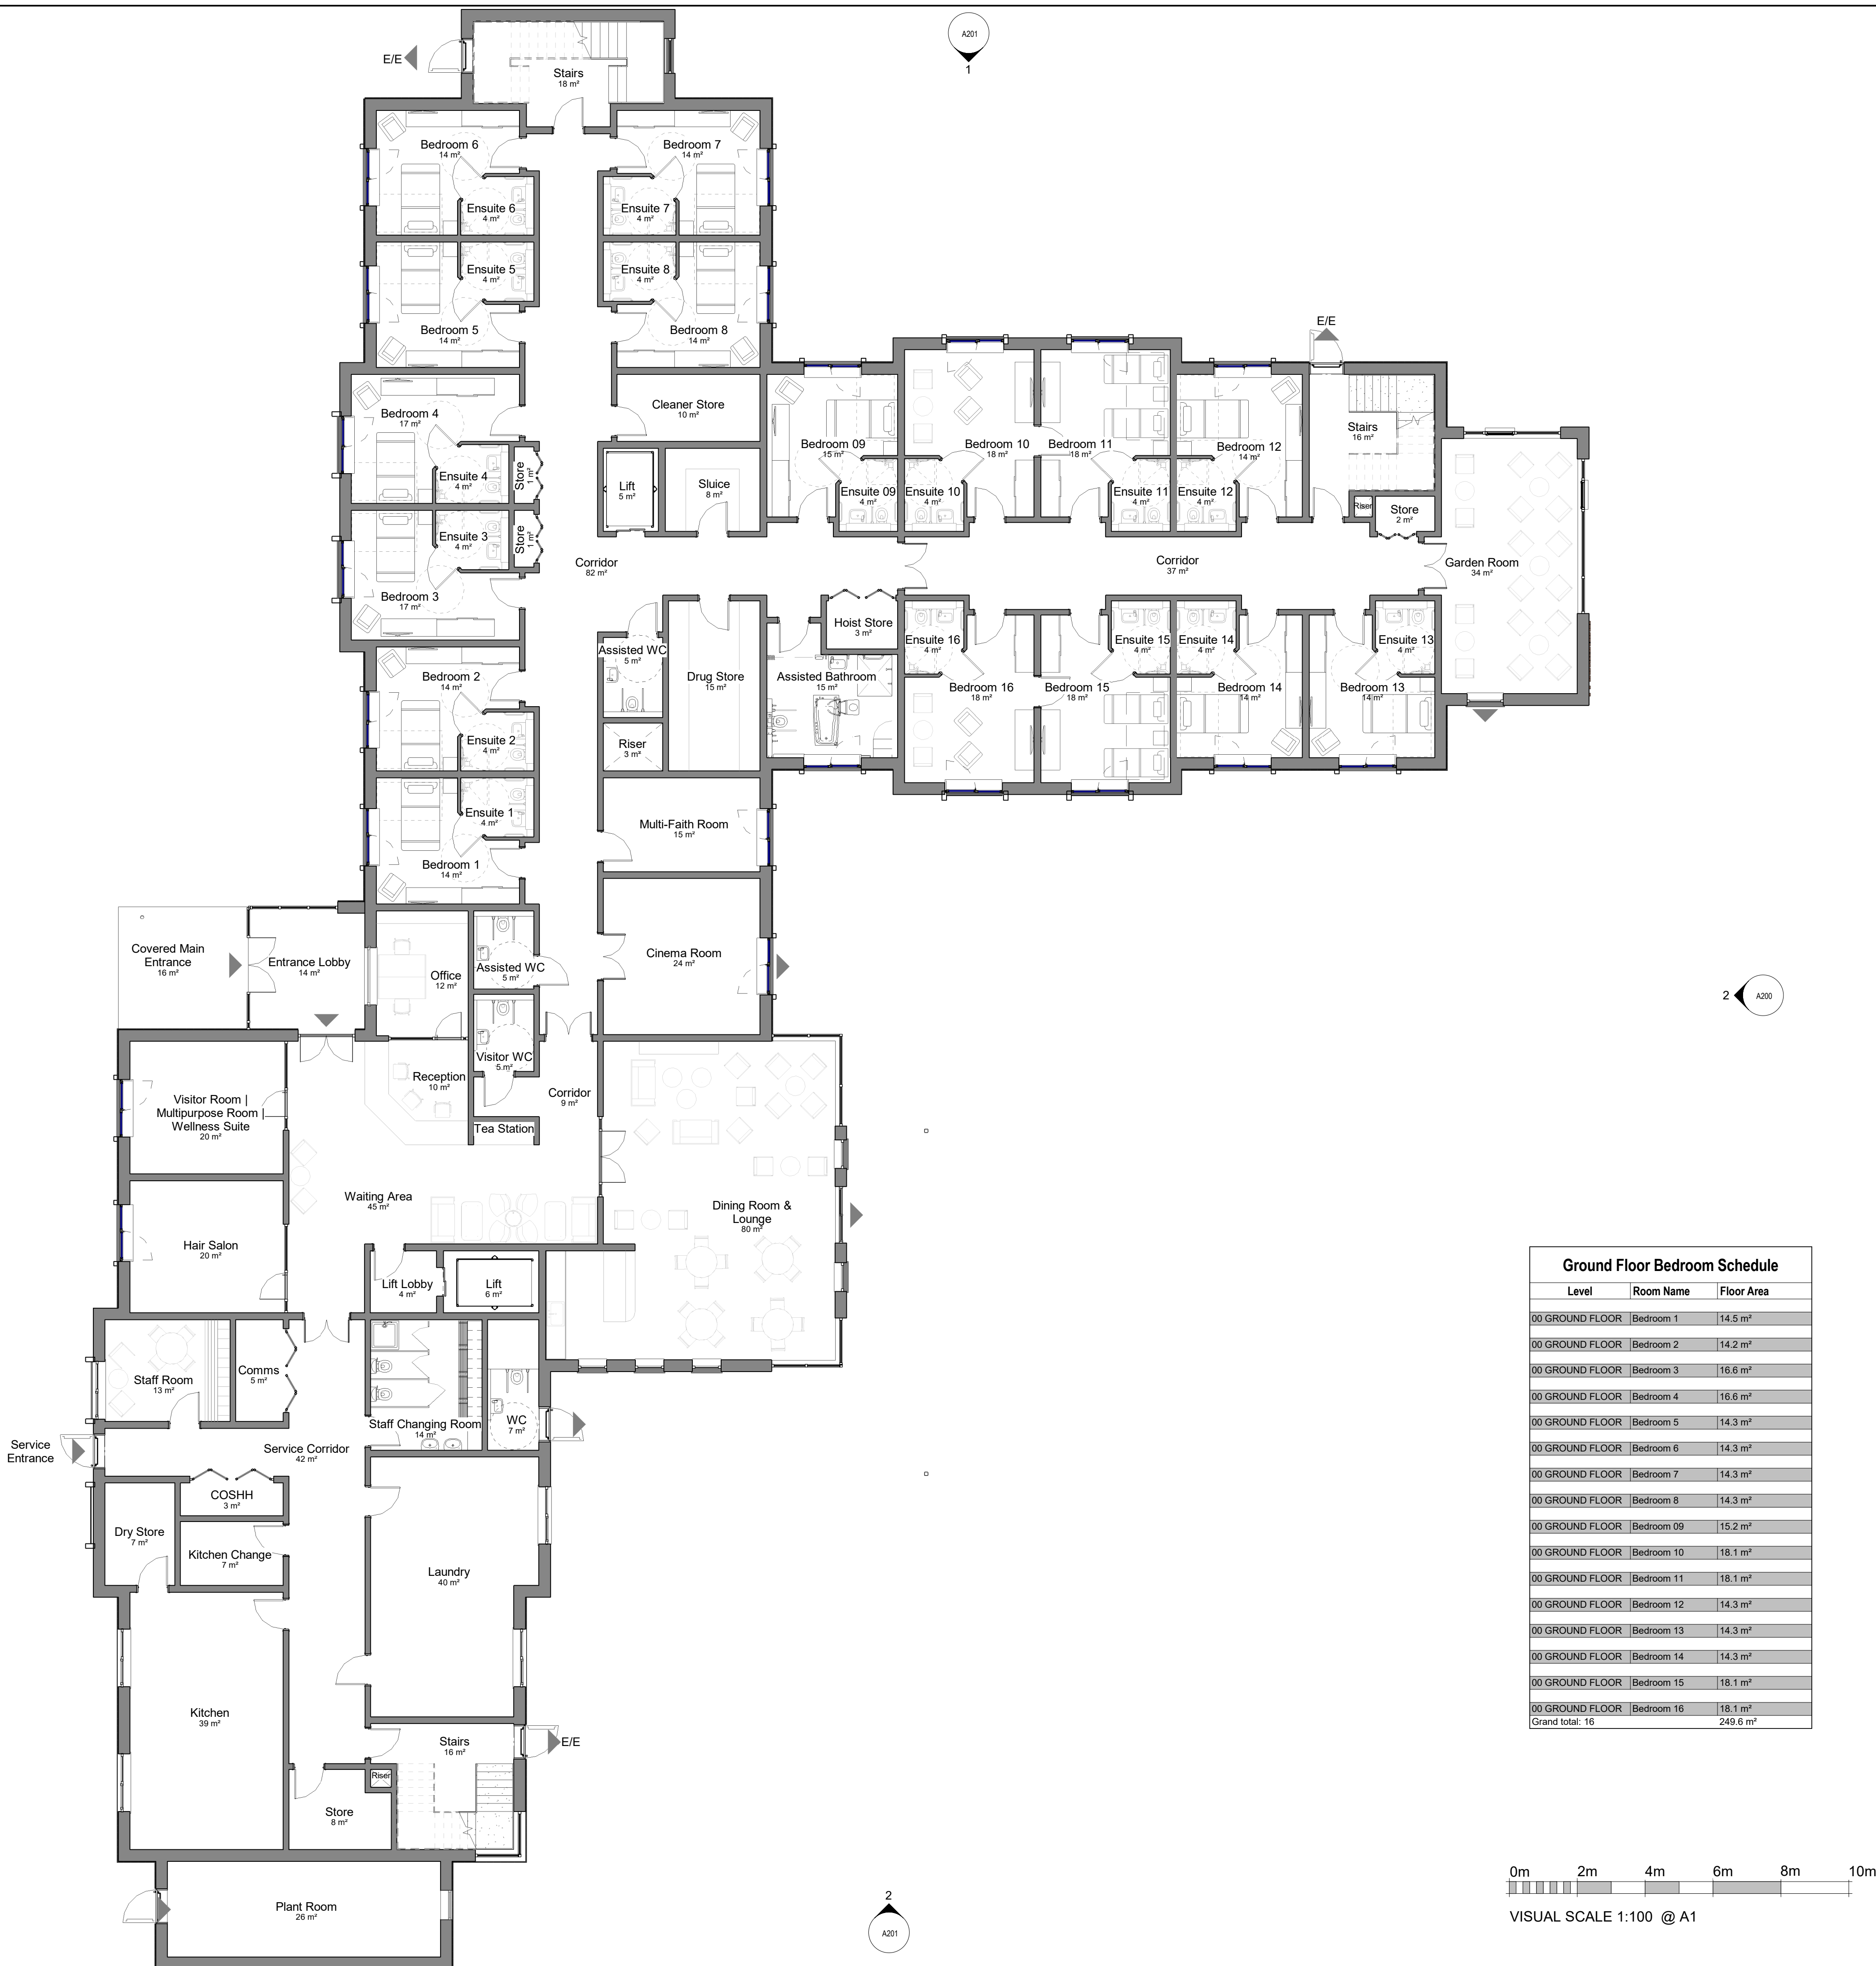 A201
1
E/E
Stairs
18 m²
Bedroom 6
14 m²
Bedroom 7
14 m²
Ensuite 6
4 m²
Ensuite 7
4 m²
Ensuite 5
4 m²
Ensuite 8
4 m²
Bedroom 5
14 m²
Bedroom 8
14 m²
E/E
Bedroom 4
17 m²
Cleaner Store
10 m²
Ensuite 4
4 m²
Store
1 m²
Lift
5 m²
Sluice
8 m²
Bedroom 09
15 m²
Ensuite 09
4 m²
Bedroom 10
18 m²
Ensuite 10
4 m²
Bedroom 11
18 m²
Ensuite 11
4 m²
Bedroom 12
14 m²
Ensuite 12
4 m²
Stairs
16 m²
Riser
Store
2 m²
Ensuite 3
4 m²
Store
1 m²
Bedroom 3
17 m²
Corridor
82 m²
Corridor
37 m²
Garden Room
34 m²
Hoist Store
3 m²
Assisted WC
5 m²
Drug Store
15 m²
Assisted Bathroom
15 m²
Ensuite 16
4 m²
Bedroom 16
18 m²
Ensuite 15
4 m²
Bedroom 15
18 m²
Ensuite 14
4 m²
Bedroom 14
14 m²
Ensuite 13
4 m²
Bedroom 13
14 m²
Bedroom 2
14 m²
Ensuite 2
4 m²
Riser
3 m²
Ensuite 1
4 m²
Bedroom 1
14 m²
Multi-Faith Room
15 m²
Covered Main
Entrance
16 m²
Entrance Lobby
14 m²
Office
12 m²
Assisted WC
5 m²
Cinema Room
24 m²
2
A200
Visitor WC
5 m²
Reception
10 m²
Corridor
9 m²
Tea Station
Visitor Room |
Multipurpose Room |
Wellness Suite
20 m²
Waiting Area
45 m²
Dining Room &
Lounge
80 m²
Hair Salon
20 m²
Lift Lobby
4 m²
Lift
6 m²
Staff Room
13 m²
Comms
5 m²
Staff Changing Room
14 m²
WC
7 m²
Service
Entrance
Service Corridor
42 m²
COSHH
3 m²
Dry Store
7 m²
Kitchen Change
7 m²
Laundry
40 m²
Kitchen
39 m²
Stairs
16 m²
E/E
Riser
Store
8 m²
Plant Room
26 m²
2
A201
Ground Floor Bedroom Schedule
Level Room Name Floor Area
00 GROUND FLOOR Bedroom 1 14.5 m²
00 GROUND FLOOR Bedroom 2 14.2 m²
00 GROUND FLOOR Bedroom 3 16.6 m²
00 GROUND FLOOR Bedroom 4 16.6 m²
00 GROUND FLOOR Bedroom 5 14.3 m²
00 GROUND FLOOR Bedroom 6 14.3 m²
00 GROUND FLOOR Bedroom 7 14.3 m²
00 GROUND FLOOR Bedroom 8 14.3 m²
00 GROUND FLOOR Bedroom 09 15.2 m²
00 GROUND FLOOR Bedroom 10 18.1 m²
00 GROUND FLOOR Bedroom 11 18.1 m²
00 GROUND FLOOR Bedroom 12 14.3 m²
00 GROUND FLOOR Bedroom 13 14.3 m²
00 GROUND FLOOR Bedroom 14 14.3 m²
00 GROUND FLOOR Bedroom 15 18.1 m²
00 GROUND FLOOR Bedroom 16 18.1 m²
Grand total: 16 249.6 m²
0m 2m 4m 6m 8m 10m
VISUAL SCALE 1:100 @ A1